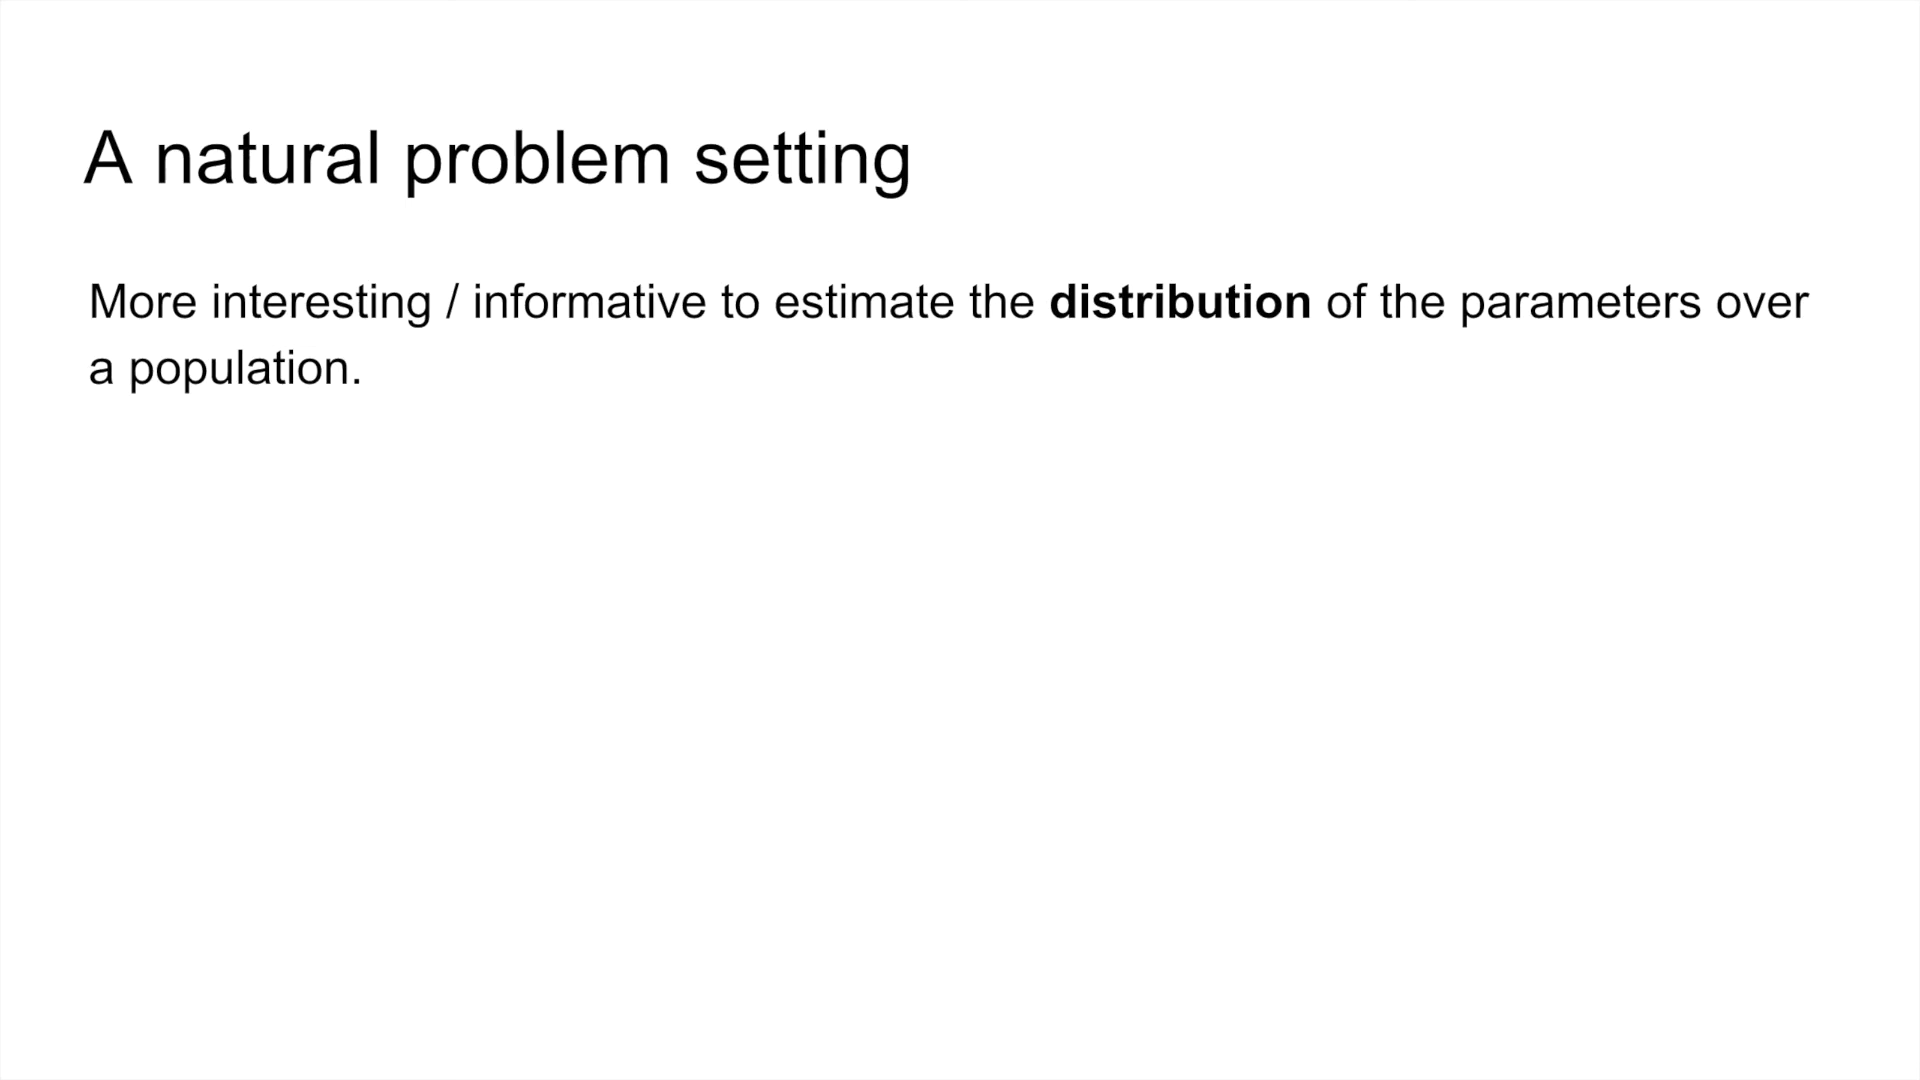 A natural problem setting
More interesting / informative to estimate the distribution of the parameters over
a population.